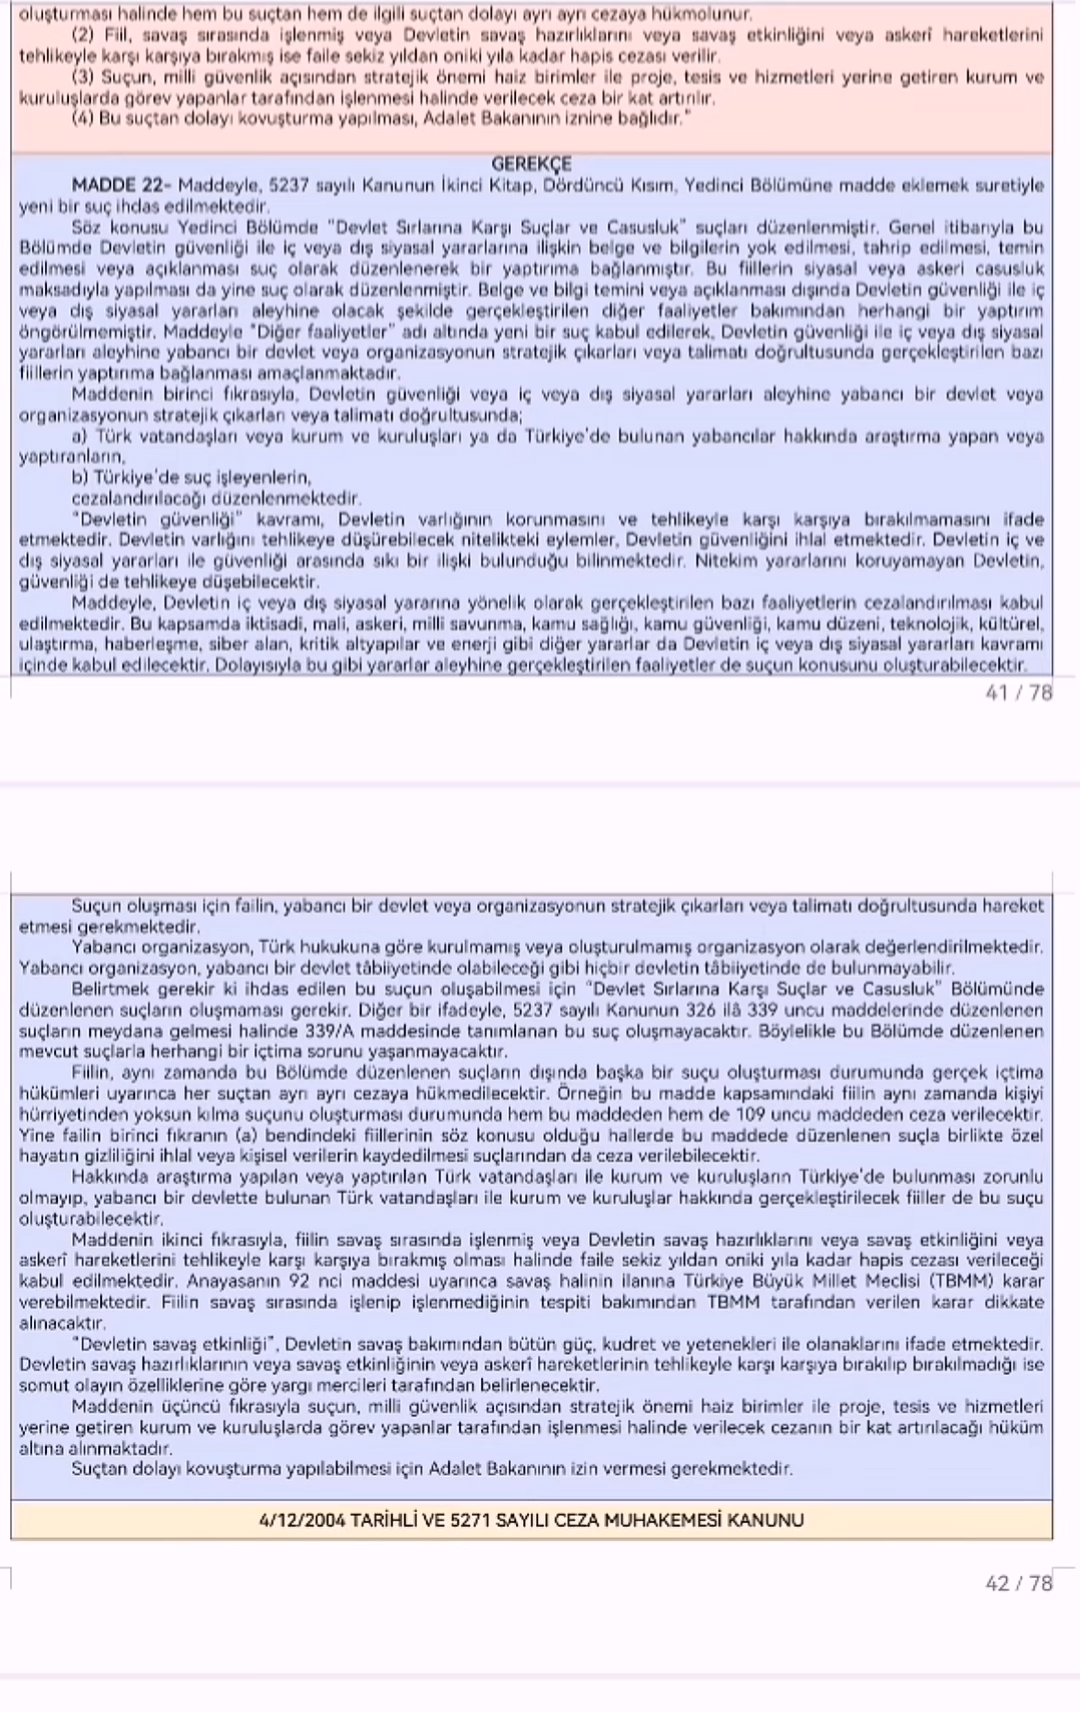 oluşturması halinde hem bu suçtan hem de ilgili suçtan dolayı ayrı ayrı cezaya hükmolunur.
(2) Fiil, savaş sırasında işlenmiş veya Devletin savaş hazırlıklarını veya savaş etkinliğini veya askerî hareketlerini
tehlikeyle karşı karşıya bırakmış ise faile sekiz yıldan oniki yıla kadar hapis cezası verilir.
(3) Suçun, milli güvenlik açısından stratejik önemi haiz birimler ile proje, tesis ve hizmetleri yerine getiren kurum ve
kuruluşlarda görev yapanlar tarafından işlenmesi halinde verilecek ceza bir kat artırılır.
(4) Bu suçtan dolayı kovuşturma yapılması, Adalet Bakanının iznine bağlıdır."
GEREKÇE
MADDE 22- Maddeyle, 5237 sayılı Kanunun İkinci Kitap, Dördüncü Kısım, Yedinci Bölümüne madde eklemek suretiyle
yeni bir suç ihdas edilmektedir.
Söz konusu Yedinci Bölümde "Devlet Sırlarına Karşı Suçlar ve Casusluk" suçları düzenlenmiştir. Genel itibarıyla bu
Bölümde Devletin güvenliği ile iç veya dış siyasal yararlarına ilişkin belge ve bilgilerin yok edilmesi, tahrip edilmesi, temin
edilmesi veya açıklanması suç olarak düzenlenerek bir yaptırıma bağlanmıştır. Bu fiillerin siyasal veya askeri casusluk
maksadıyla yapılması da yine suç olarak düzenlenmiştir. Belge ve bilgi temini veya açıklanması dışında Devletin güvenliği ile iç
veya dış siyasal yararları aleyhine olacak şekilde gerçekleştirilen diğer faaliyetler bakımından herhangi bir yaptırım
öngörülmemiştir. Maddeyle "Diğer faaliyetler" adı altında yeni bir suç kabul edilerek, Devletin güvenliği ile iç veya dış siyasal
yararları aleyhine yabancı bir devlet veya organizasyonun stratejik çıkarları veya talimatı doğrultusunda gerçekleştirilen bazı
fiillerin yaptırıma bağlanması amaçlanmaktadır.
Maddenin birinci fıkrasıyla, Devletin güvenliği veya iç veya dış siyasal yararları aleyhine yabancı bir devlet veya
organizasyonun stratejik çıkarları veya talimatı doğrultusunda;
a) Türk vatandaşları veya kurum ve kuruluşları ya da Türkiye'de bulunan yabancılar hakkında araştırma yapan veya
yaptıranların,
b) Türkiye'de suç işleyenlerin,
cezalandırılacağı düzenlenmektedir.
"Devletin güvenliği" kavramı, Devletin varlığının korunmasını ve tehlikeyle karşı karşıya bırakılmamasını ifade
etmektedir. Devletin varlığını tehlikeye düşürebilecek nitelikteki eylemler, Devletin güvenliğini ihlal etmektedir. Devletin iç ve
dış siyasal yararları ile güvenliği arasında sıkı bir ilişki bulunduğu bilinmektedir. Nitekim yararlarını koruyamayan Devletin,
güvenliği de tehlikeye düşebilecektir.
Maddeyle, Devletin iç veya dış siyasal yararına yönelik olarak gerçekleştirilen bazı faaliyetlerin cezalandırılması kabul
edilmektedir. Bu kapsamda iktisadi, mali, askeri, milli savunma, kamu sağlığı, kamu güvenliği, kamu düzeni, teknolojik, kültürel,
ulaştırma, haberleşme, siber alan, kritik altyapılar ve enerji gibi diğer yararlar da Devletin iç veya dış siyasal yararları kavramı
içinde kabul edilecektir. Dolayısıyla bu gibi yararlar aleyhine gerçekleştirilen faaliyetler de suçun konusunu oluşturabilecektir.
41 / 78
Suçun oluşması için failin, yabancı bir devlet veya organizasyonun stratejik çıkarları veya talimatı doğrultusunda hareket
etmesi gerekmektedir.
Yabancı organizasyon, Türk hukukuna göre kurulmamış veya oluşturulmamış organizasyon olarak değerlendirilmektedir.
Yabancı organizasyon, yabancı bir devlet tâbiiyetinde olabileceği gibi hiçbir devletin tâbiiyetinde de bulunmayabilir.
Belirtmek gerekir ki ihdas edilen bu suçun oluşabilmesi için "Devlet Sırlarına Karşı Suçlar ve Casusluk" Bölümünde
düzenlenen suçların oluşmaması gerekir. Diğer bir ifadeyle, 5237 sayılı Kanunun 326 ilâ 339 uncu maddelerinde düzenlenen
suçların meydana gelmesi halinde 339/A maddesinde tanımlanan bu suç oluşmayacaktır. Böylelikle bu Bölümde düzenlenen
mevcut suçlarla herhangi bir içtima sorunu yaşanmayacaktır.
Fiilin, aynı zamanda bu Bölümde düzenlenen suçların dışında başka bir suçu oluşturması durumunda gerçek içtima
hükümleri uyarınca her suçtan ayrı ayrı cezaya hükmedilecektir. Örneğin bu madde kapsamındaki fiilin aynı zamanda kişiyi
hürriyetinden yoksun kılma suçunu oluşturması durumunda hem bu maddeden hem de 109 uncu maddeden ceza verilecektir.
Yine failin birinci fıkranın (a) bendindeki fiillerinin söz konusu olduğu hallerde bu maddede düzenlenen suçla birlikte özel
hayatın gizliliğini ihlal veya kişisel verilerin kaydedilmesi suçlarından da ceza verilebilecektir.
Hakkında araştırma yapılan veya yaptırılan Türk vatandaşları ile kurum ve kuruluşların Türkiye'de bulunması zorunlu
olmayıp, yabancı bir devlette bulunan Türk vatandaşları ile kurum ve kuruluşlar hakkında gerçekleştirilecek fiiller de bu suçu
oluşturabilecektir.
Maddenin ikinci fıkrasıyla, fiilin savaş sırasında işlenmiş veya Devletin savaş hazırlıklarını veya savaş etkinliğini veya
askerî hareketlerini tehlikeyle karşı karşıya bırakmış olması halinde faile sekiz yıldan oniki yıla kadar hapis cezası verileceği
kabul edilmektedir. Anayasanın 92 nci maddesi uyarınca savaş halinin ilanına Türkiye Büyük Millet Meclisi (TBMM) karar
verebilmektedir. Fiilin savaş sırasında işlenip işlenmediğinin tespiti bakımından TBMM tarafından verilen karar dikkate
alınacaktır.
"Devletin savaş etkinliği", Devletin savaş bakımından bütün güç, kudret ve yetenekleri ile olanaklarını ifade etmektedir.
Devletin savaş hazırlıklarının veya savaş etkinliğinin veya askerî hareketlerinin tehlikeyle karşı karşıya bırakılıp bırakılmadığı ise
somut olayın özelliklerine göre yargı mercileri tarafından belirlenecektir.
Maddenin üçüncü fıkrasıyla suçun, milli güvenlik açısından stratejik önemi haiz birimler ile proje, tesis ve hizmetleri
yerine getiren kurum ve kuruluşlarda görev yapanlar tarafından işlenmesi halinde verilecek cezanın bir kat artırılacağı hüküm
altına alınmaktadır.
Suçtan dolayı kovuşturma yapılabilmesi için Adalet Bakanının izin vermesi gerekmektedir.
4/12/2004 TARİHLİ VE 5271 SAYILI CEZA MUHAKEMESİ KANUNU
42 / 78